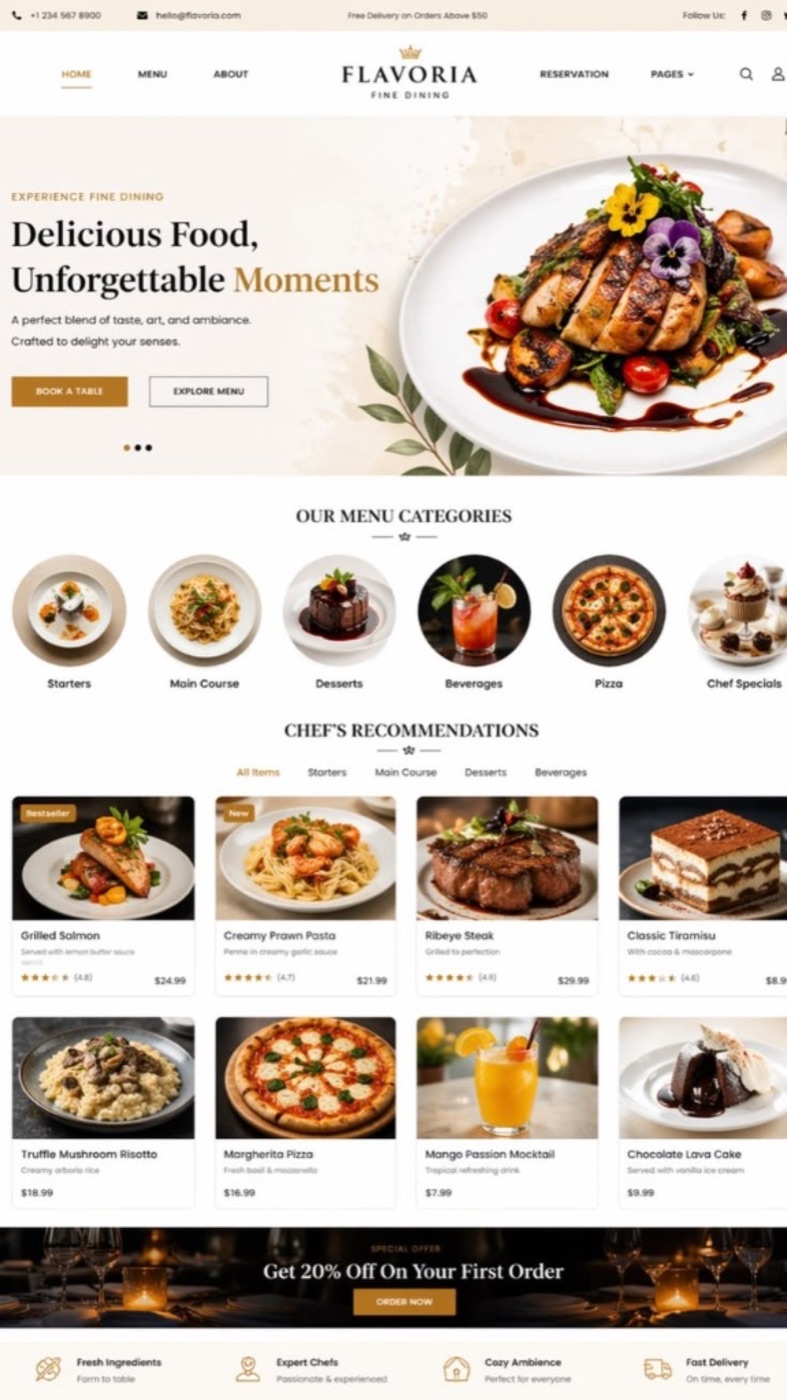 +1 234 567 8900
hello@flavoria.com
Free Delivery on Orders Above $50
Follow Us:
HOME
MENU
ABOUT
FLAVORIA
FINE DINING
RESERVATION
PAGES
EXPERIENCE FINE DINING
Delicious Food,
Unforgettable Moments
A perfect blend of taste, art, and ambiance.
Crafted to delight your senses.
BOOK A TABLE
EXPLORE MENU
OUR MENU CATEGORIES
Starters
Main Course
Desserts
Beverages
Pizza
Chef Specials
CHEF'S RECOMMENDATIONS
All Items
Starters
Main Course
Desserts
Beverages
Bestseller
Grilled Salmon
Served with lemon butter sauce
(4.8)
$24.99
New
Creamy Prawn Pasta
Penne in creamy garlic sauce
(4.7)
$21.99
Ribeye Steak
Grilled to perfection
(4.9)
$29.99
Classic Tiramisu
With cocoa & mascarpone
(4.6)
$8.9
Truffle Mushroom Risotto
Creamy arborio rice
$18.99
Margherita Pizza
Fresh basil & mozzarella
$16.99
Mango Passion Mocktail
Tropical refreshing drink
$7.99
Chocolate Lava Cake
Served with vanilla ice cream
$9.99
SPECIAL OFFER
Get 20% Off On Your First Order
ORDER NOW
Fresh Ingredients
Farm to table
Expert Chefs
Passionate & experienced
Cozy Ambience
Perfect for everyone
Fast Delivery
On time, every time